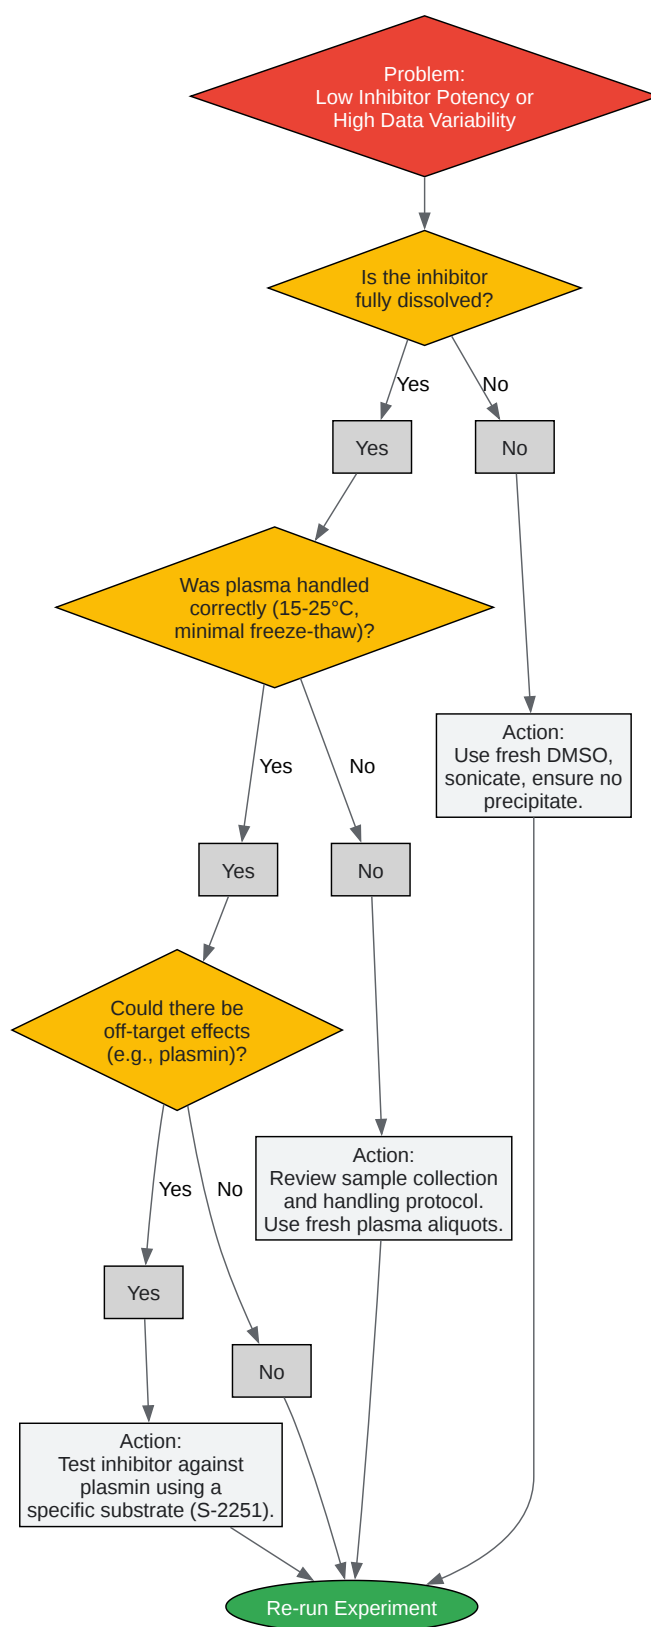 Problem:
Low Inhibitor Potency or
High Data Variability
Is the inhibitor
fully dissolved?
Yes
No
Yes
No
Was plasma handled
correctly (15-25°C,
minimal freeze-thaw)?
Action:
Use fresh DMSO,
sonicate, ensure no
precipitate.
Yes
No
Yes
No
Could there be
off-target effects
(e.g., plasmin)?
Action:
Review sample collection
and handling protocol.
Use fresh plasma aliquots.
Yes
No
Yes
No
Action:
Test inhibitor against
plasmin using a
specific substrate (S-2251).
Re-run Experiment